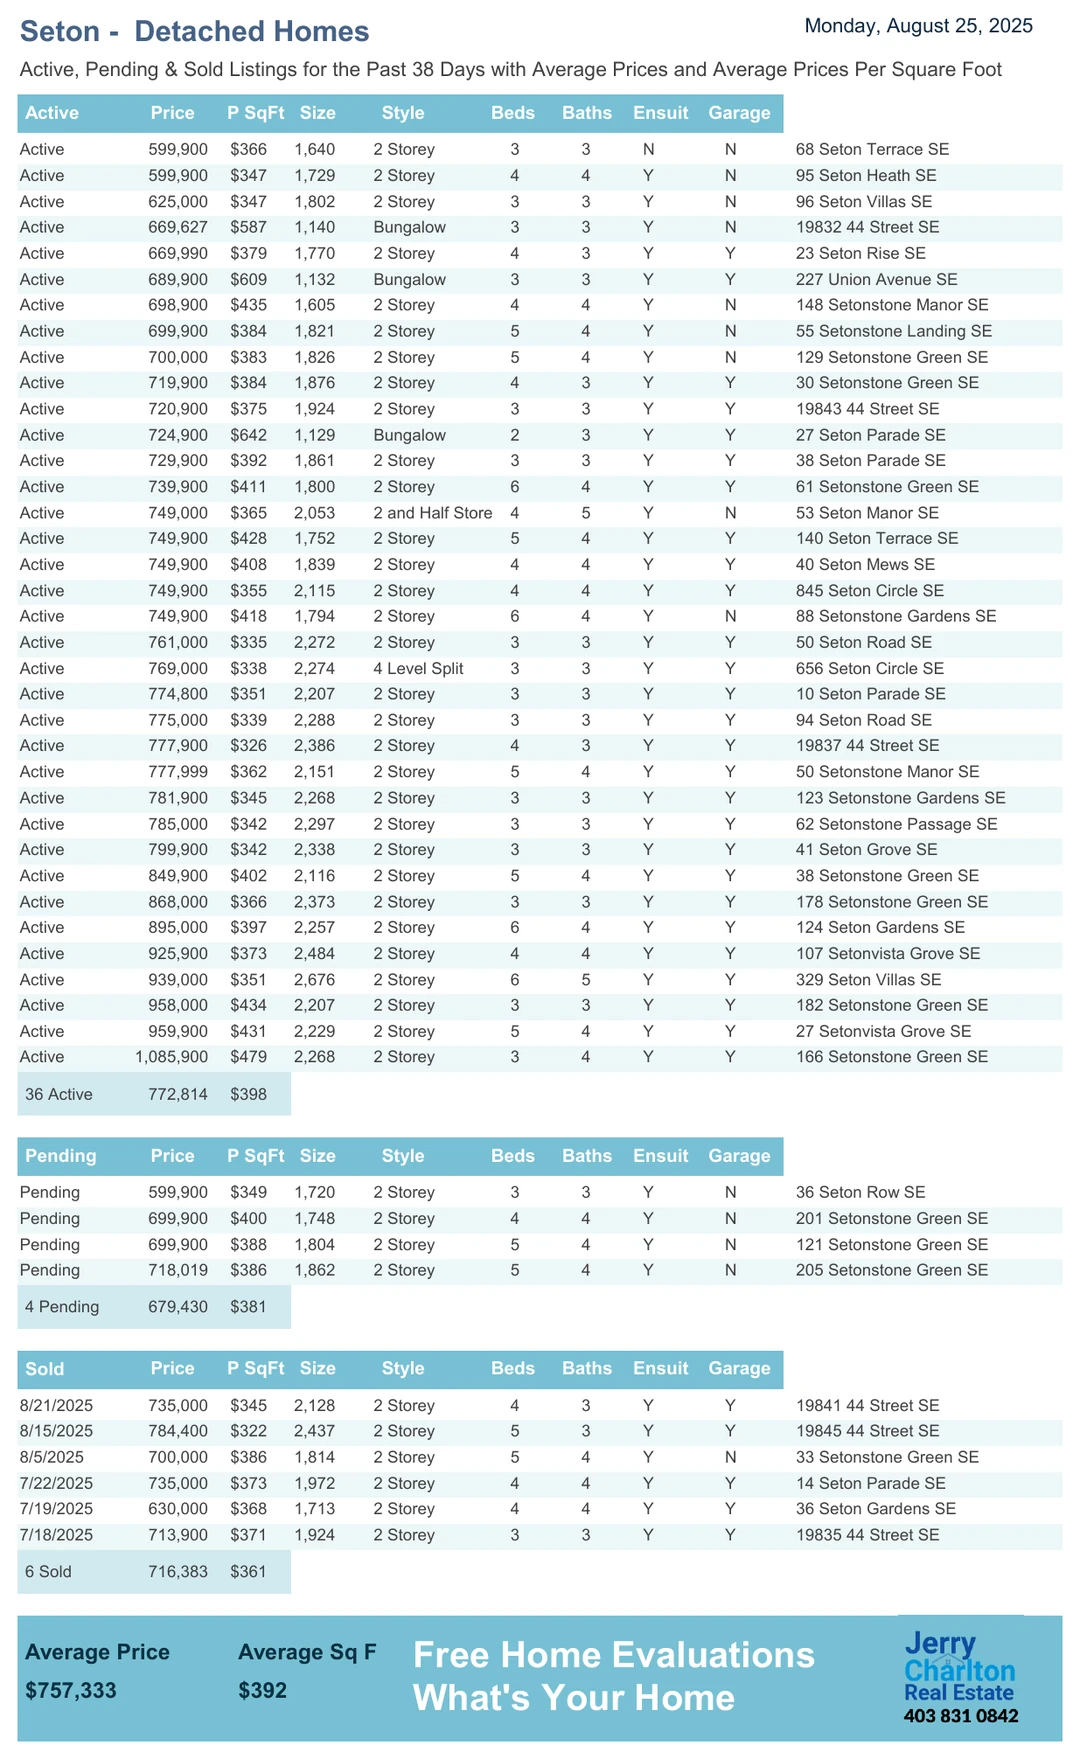 Seton -  Detached Homes
Monday, August 25, 2025
Active, Pending & Sold Listings for the Past 38 Days with Average Prices and Average Prices Per Square Foot
Active Price P SqFt Size Style Beds Baths Ensuit Garage
Active 599,900 $366 1,640 2 Storey 3 3 N N 68 Seton Terrace SE
Active 599,900 $347 1,729 2 Storey 4 4 Y N 95 Seton Heath SE
Active 625,000 $347 1,802 2 Storey 3 3 Y N 96 Seton Villas SE
Active 669,627 $587 1,140 Bungalow 3 3 Y N 19832 44 Street SE
Active 669,990 $379 1,770 2 Storey 4 3 Y Y 23 Seton Rise SE
Active 689,900 $609 1,132 Bungalow 3 3 Y Y 227 Union Avenue SE
Active 698,900 $435 1,605 2 Storey 4 4 Y N 148 Setonstone Manor SE
Active 699,900 $384 1,821 2 Storey 5 4 Y N 55 Setonstone Landing SE
Active 700,000 $383 1,826 2 Storey 5 4 Y N 129 Setonstone Green SE
Active 719,900 $384 1,876 2 Storey 4 3 Y Y 30 Setonstone Green SE
Active 720,900 $375 1,924 2 Storey 3 3 Y Y 19843 44 Street SE
Active 724,900 $642 1,129 Bungalow 2 3 Y Y 27 Seton Parade SE
Active 729,900 $392 1,861 2 Storey 3 3 Y Y 38 Seton Parade SE
Active 739,900 $411 1,800 2 Storey 6 4 Y Y 61 Setonstone Green SE
Active 749,000 $365 2,053 2 and Half Store 4 5 Y N 53 Seton Manor SE
Active 749,900 $428 1,752 2 Storey 5 4 Y Y 140 Seton Terrace SE
Active 749,900 $408 1,839 2 Storey 4 4 Y Y 40 Seton Mews SE
Active 749,900 $355 2,115 2 Storey 4 4 Y Y 845 Seton Circle SE
Active 749,900 $418 1,794 2 Storey 6 4 Y N 88 Setonstone Gardens SE
Active 761,000 $335 2,272 2 Storey 3 3 Y Y 50 Seton Road SE
Active 769,000 $338 2,274 4 Level Split 3 3 Y Y 656 Seton Circle SE
Active 774,800 $351 2,207 2 Storey 3 3 Y Y 10 Seton Parade SE
Active 775,000 $339 2,288 2 Storey 3 3 Y Y 94 Seton Road SE
Active 777,900 $326 2,386 2 Storey 4 3 Y Y 19837 44 Street SE
Active 777,999 $362 2,151 2 Storey 5 4 Y Y 50 Setonstone Manor SE
Active 781,900 $345 2,268 2 Storey 3 3 Y Y 123 Setonstone Gardens SE
Active 785,000 $342 2,297 2 Storey 3 3 Y Y 62 Setonstone Passage SE
Active 799,900 $342 2,338 2 Storey 3 3 Y Y 41 Seton Grove SE
Active 849,900 $402 2,116 2 Storey 5 4 Y Y 38 Setonstone Green SE
Active 868,000 $366 2,373 2 Storey 3 3 Y Y 178 Setonstone Green SE
Active 895,000 $397 2,257 2 Storey 6 4 Y Y 124 Seton Gardens SE
Active 925,900 $373 2,484 2 Storey 4 4 Y Y 107 Setonvista Grove SE
Active 939,000 $351 2,676 2 Storey 6 5 Y Y 329 Seton Villas SE
Active 958,000 $434 2,207 2 Storey 3 3 Y Y 182 Setonstone Green SE
Active 959,900 $431 2,229 2 Storey 5 4 Y Y 27 Setonvista Grove SE
Active 1,085,900 $479 2,268 2 Storey 3 4 Y Y 166 Setonstone Green SE
36 Active 772,814 $398
Pending Price P SqFt Size Style Beds Baths Ensuit Garage
Pending 599,900 $349 1,720 2 Storey 3 3 Y N 36 Seton Row SE
Pending 699,900 $400 1,748 2 Storey 4 4 Y N 201 Setonstone Green SE
Pending 699,900 $388 1,804 2 Storey 5 4 Y N 121 Setonstone Green SE
Pending 718,019 $386 1,862 2 Storey 5 4 Y N 205 Setonstone Green SE
4 Pending 679,430 $381
Sold Price P SqFt Size Style Beds Baths Ensuit Garage
8/21/2025 735,000 $345 2,128 2 Storey 4 3 Y Y 19841 44 Street SE
8/15/2025 784,400 $322 2,437 2 Storey 5 3 Y Y 19845 44 Street SE
8/5/2025 700,000 $386 1,814 2 Storey 5 4 Y N 33 Setonstone Green SE
7/22/2025 735,000 $373 1,972 2 Storey 4 4 Y Y 14 Seton Parade SE
7/19/2025 630,000 $368 1,713 2 Storey 4 4 Y Y 36 Seton Gardens SE
7/18/2025 713,900 $371 1,924 2 Storey 3 3 Y Y 19835 44 Street SE
6 Sold 716,383 $361
Average Price Average Sq F
$757,333 $392
Free Home Evaluations
What's Your Home
Jerry
Charlton
Real Estate
403 831 0842